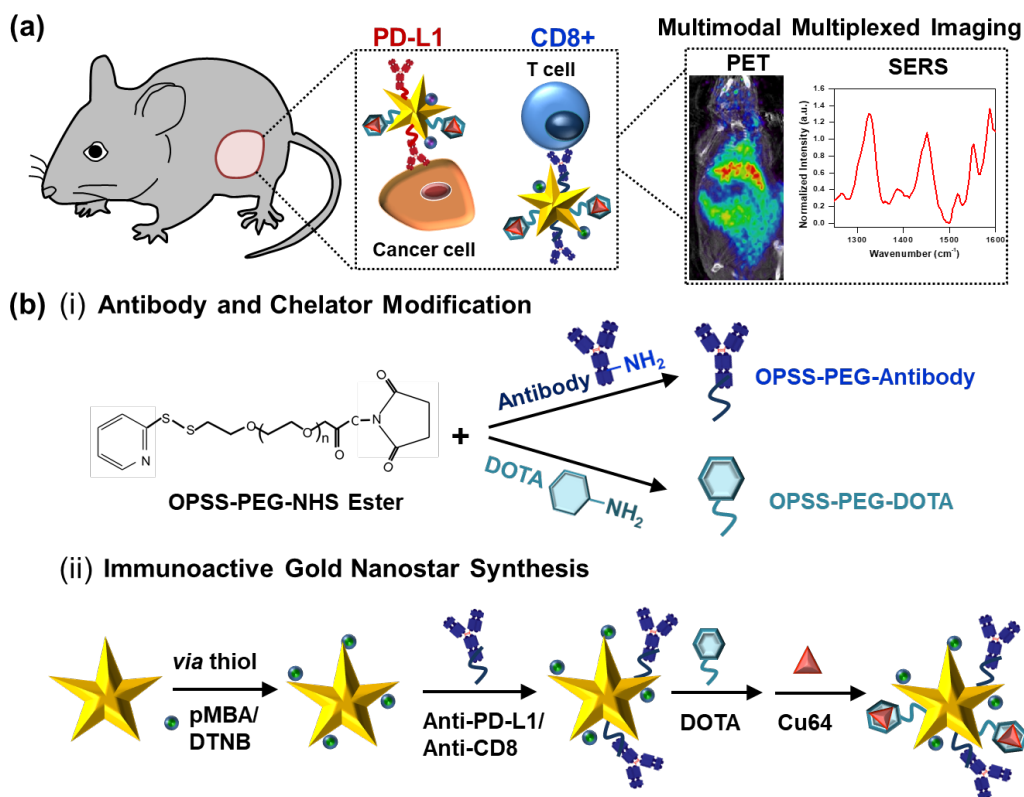 (a)
PD-L1
CD8+
Multimodal Multiplexed Imaging
T cell
PET
SERS
Cancer cell
Normalized Intensity (a.u.)
1.6
1.4
1.2
1.0
0.8
0.6
0.4
0.2
0.0
1300 1400 1500 1600
Wavenumber (cm⁻¹)
(b) (i) Antibody and Chelator Modification
Antibody
NH₂
OPSS-PEG-Antibody
S
S
N
O
O
n
O
C
N
O
O
+
OPSS-PEG-NHS Ester
DOTA
NH₂
OPSS-PEG-DOTA
(ii) Immunoactive Gold Nanostar Synthesis
via thiol
pMBA/
DTNB
Anti-PD-L1/
Anti-CD8
DOTA
Cu64